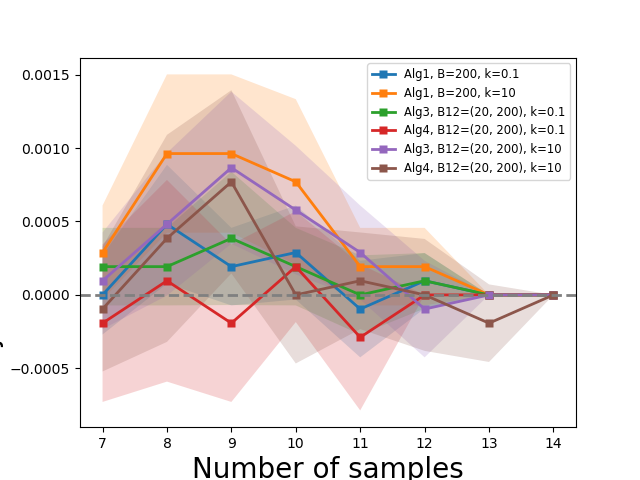 0.0015
0.0010
0.0005
0.0000
−0.0005
7 8 9 10 11 12 13 14
Number of samples
Alg1, B=200, k=0.1
Alg1, B=200, k=10
Alg3, B12=(20, 200), k=0.1
Alg4, B12=(20, 200), k=0.1
Alg3, B12=(20, 200), k=10
Alg4, B12=(20, 200), k=10